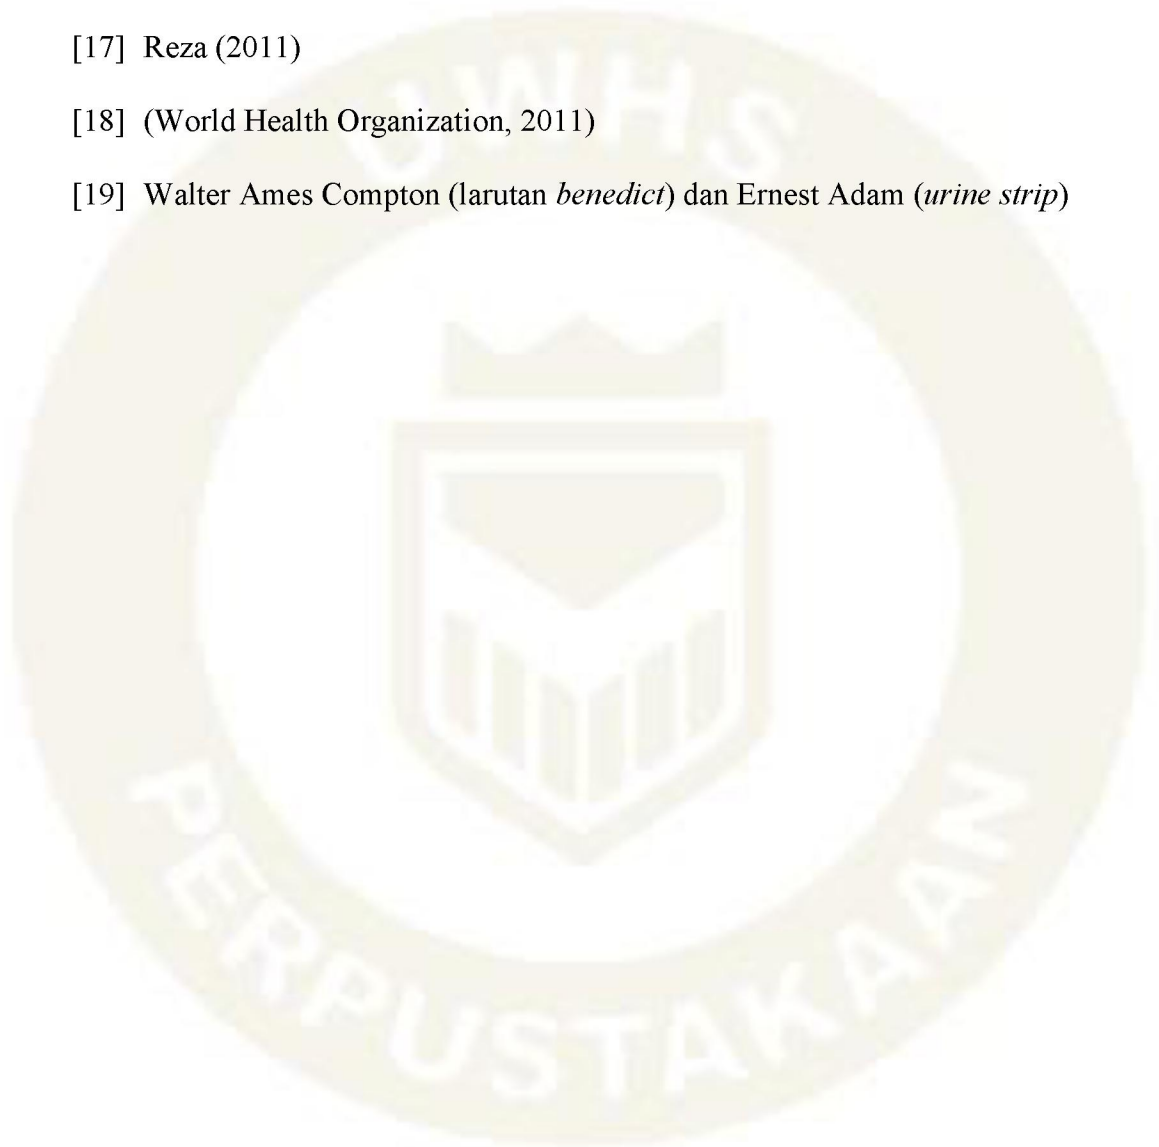 [17] Reza (2011)
[18] (World Health Organization, 2011)
[19] Walter Ames Compton (larutan benedict) dan Ernest Adam (urine strip)
UWHS
PERPUSTAKAAN